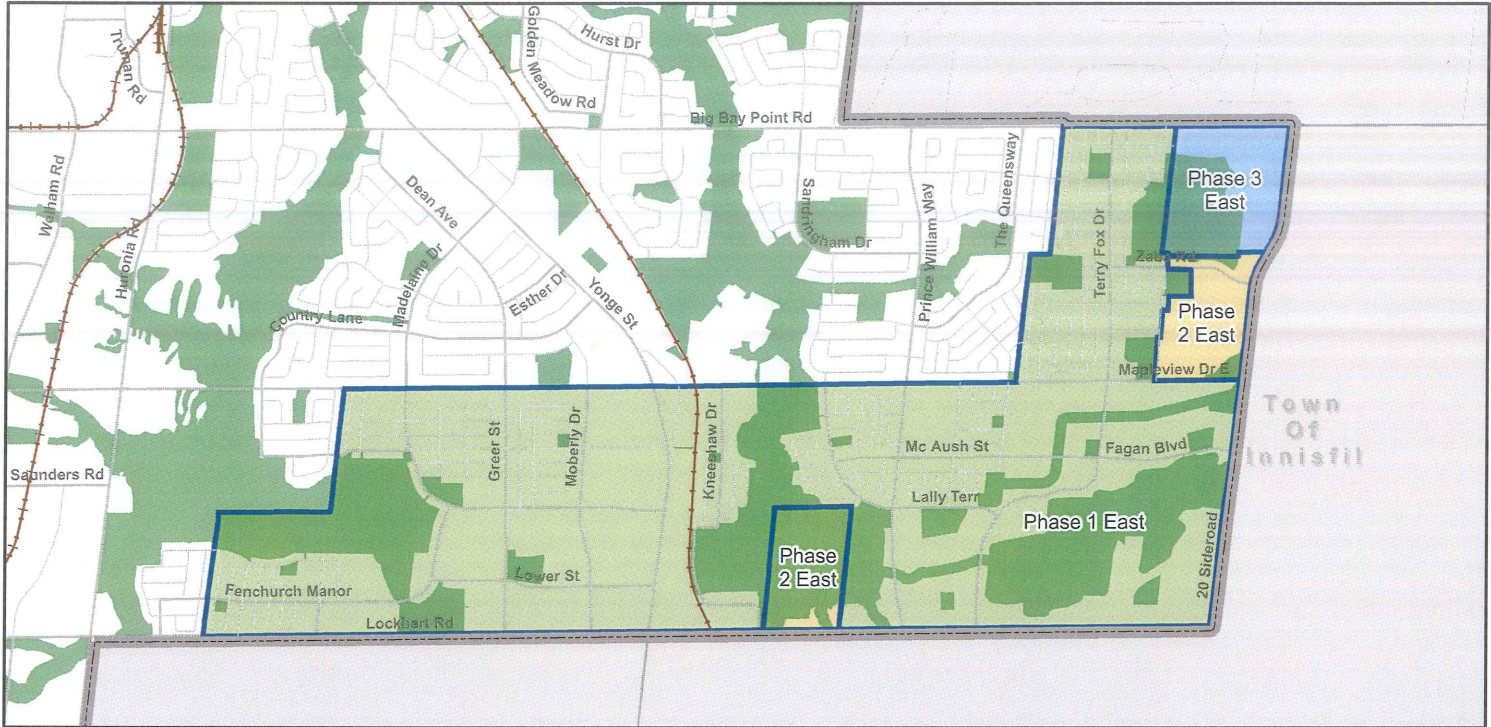 Truman Rd
Golden Meadow Rd
Hurst Dr
Big Bay Point Rd
Welham Rd
Huronia Rd
Dean Ave
Madelaine Dr
Esther Dr
Country Lane
Yonge St
Sandringham Dr
Prince William Way
The Queensway
Terry Fox Dr
Phase 3
East
Zaba Rd
Phase
2 East
Mapleview Dr E
Town
Of
Innisfil
Saunders Rd
Greer St
Moberly Dr
Kneeshaw Dr
Mc Aush St
Fagan Blvd
Lally Terr
Phase 1 East
Phase
2 East
20 Sideroad
Fenchurch Manor
Lower St
Lockhart Rd